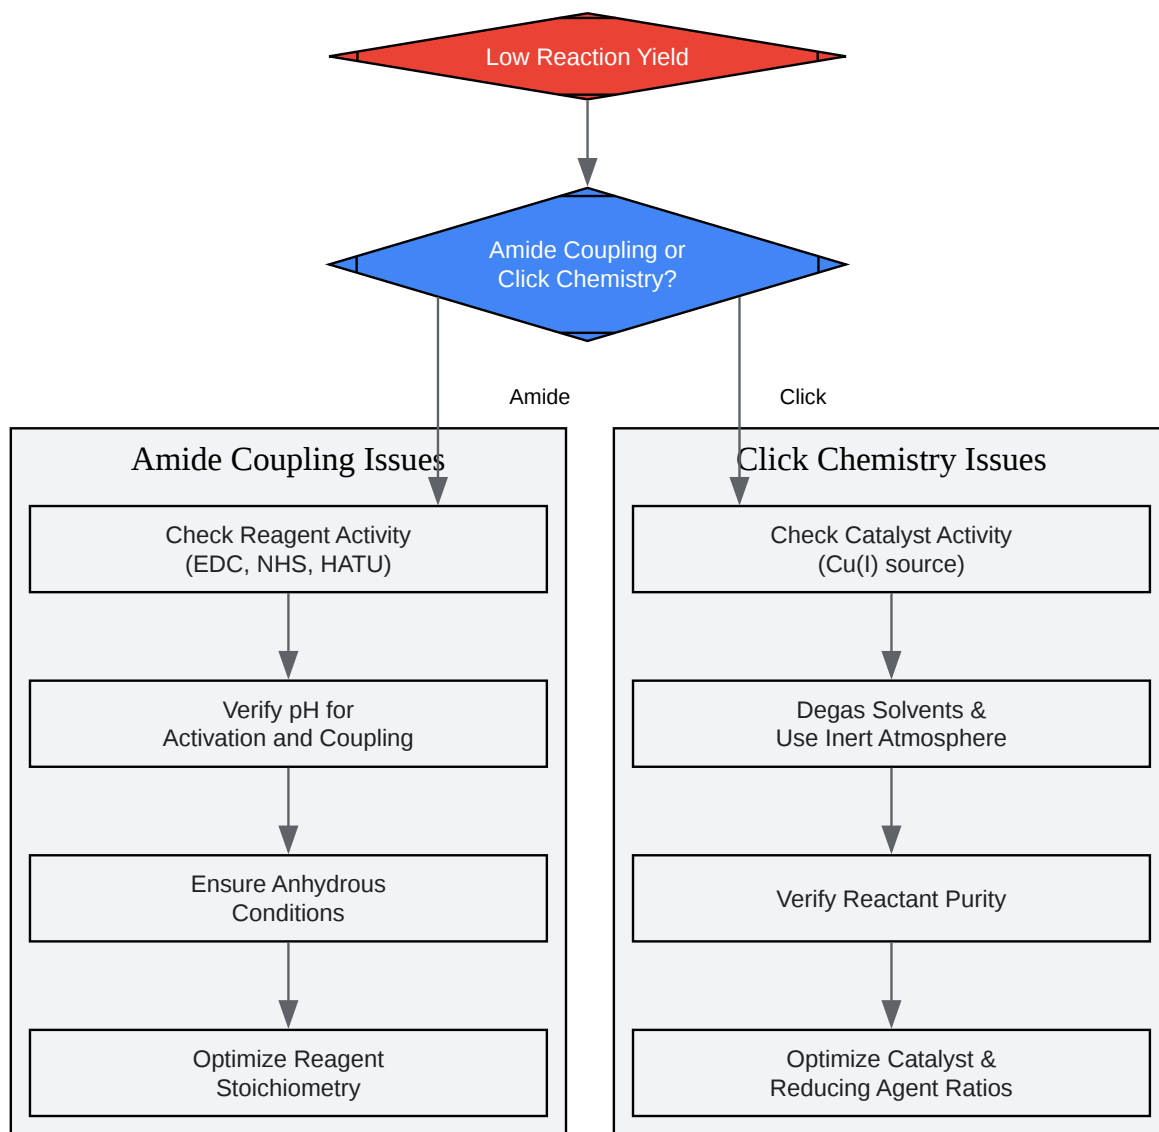 Low Reaction Yield
Amide Coupling or
Click Chemistry?
Amide
Click
Amide Coupling Issues
Check Reagent Activity
(EDC, NHS, HATU)
Verify pH for
Activation and Coupling
Ensure Anhydrous
Conditions
Optimize Reagent
Stoichiometry
Click Chemistry Issues
Check Catalyst Activity
(Cu(I) source)
Degas Solvents &
Use Inert Atmosphere
Verify Reactant Purity
Optimize Catalyst &
Reducing Agent Ratios